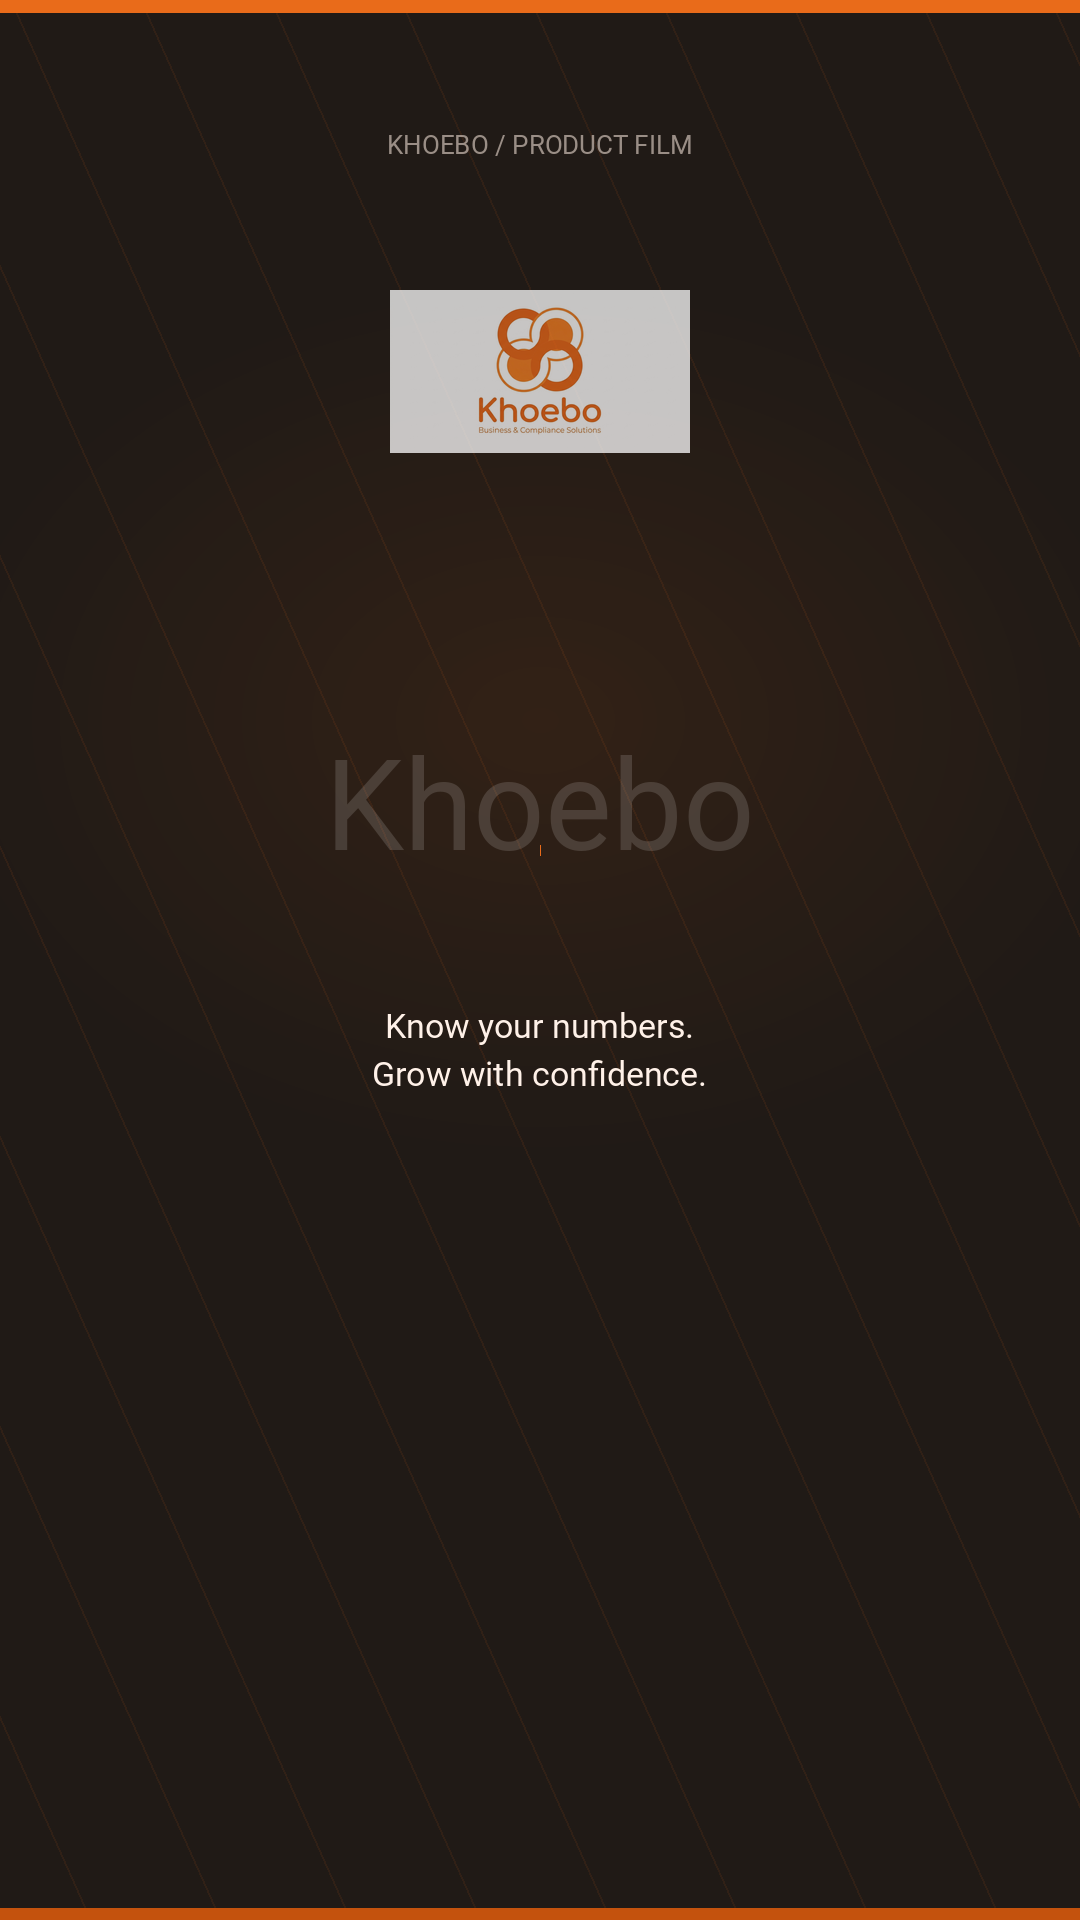 KHOEBO / PRODUCT FILM
Khoebo
Business & Compliance Solutions
Khoebo
Know your numbers.
Grow with confidence.